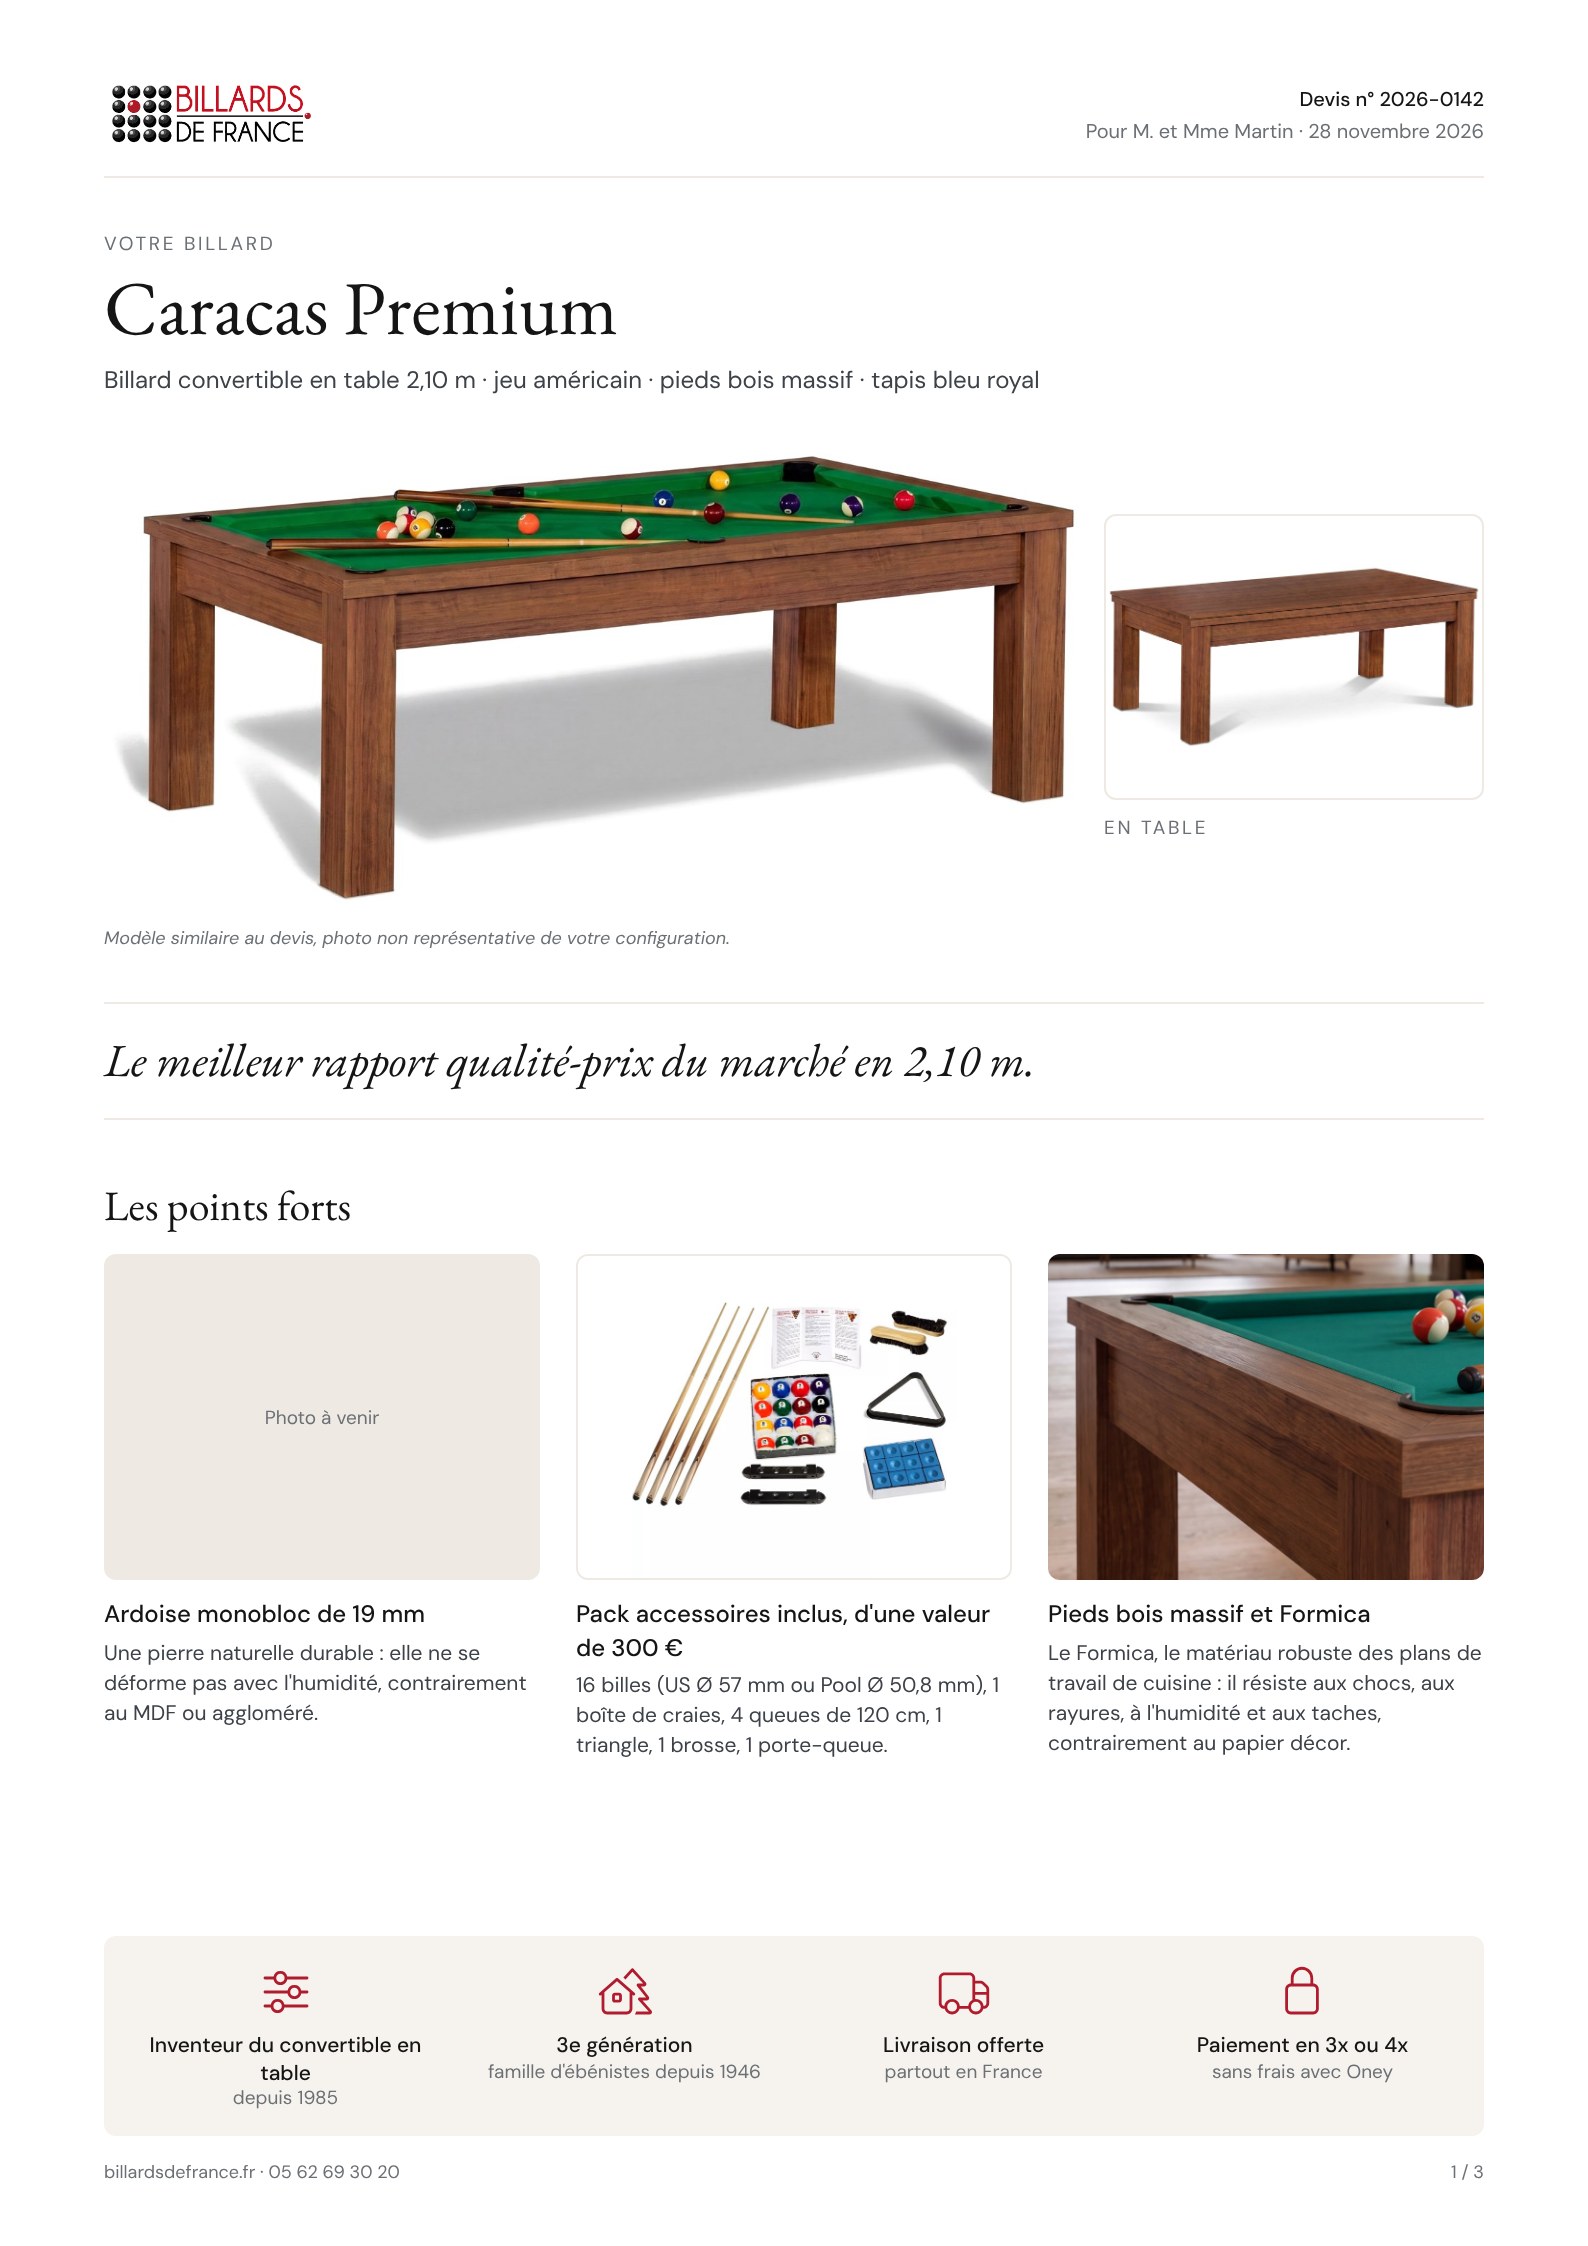 BILLARDS
DE FRANCE
Devis n° 2026-0142
Pour M. et Mme Martin · 28 novembre 2026
VOTRE BILLARD
Caracas Premium
Billard convertible en table 2,10 m · jeu américain · pieds bois massif · tapis bleu royal
EN TABLE
Modèle similaire au devis, photo non représentative de votre configuration.
Le meilleur rapport qualité-prix du marché en 2,10 m.
Les points forts
Photo à venir
Ardoise monobloc de 19 mm
Une pierre naturelle durable : elle ne se
déforme pas avec l'humidité, contrairement
au MDF ou aggloméré.
Pack accessoires inclus, d'une valeur
de 300 €
16 billes (US Ø 57 mm ou Pool Ø 50,8 mm), 1
boîte de craies, 4 queues de 120 cm, 1
triangle, 1 brosse, 1 porte-queue.
Pieds bois massif et Formica
Le Formica, le matériau robuste des plans de
travail de cuisine : il résiste aux chocs, aux
rayures, à l'humidité et aux taches,
contrairement au papier décor.
Inventeur du convertible en
table
depuis 1985
3e génération
famille d'ébénistes depuis 1946
Livraison offerte
partout en France
Paiement en 3x ou 4x
sans frais avec Oney
billardsdefrance.fr · 05 62 69 30 20
1 / 3